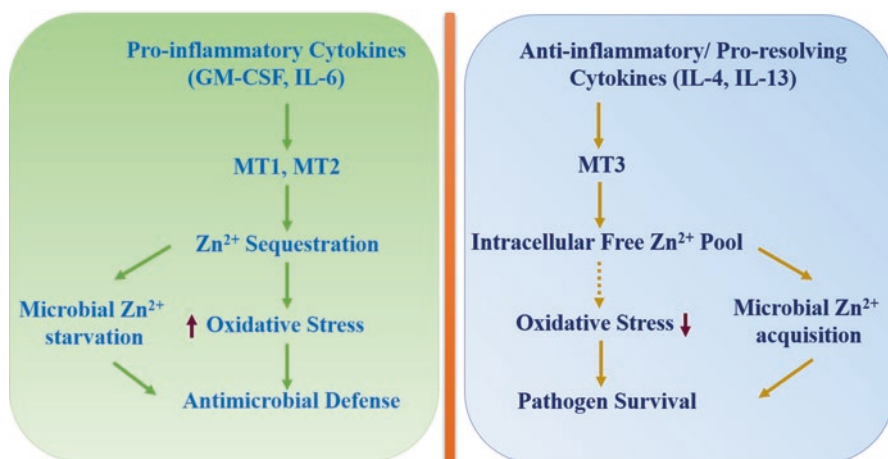 Pro-inflammatory Cytokines
(GM-CSF, IL-6)
MT1, MT2
Zn²⁺ Sequestration
Microbial Zn²⁺
starvation
Oxidative Stress
Antimicrobial Defense
Anti-inflammatory/ Pro-resolving
Cytokines (IL-4, IL-13)
MT3
Intracellular Free Zn²⁺ Pool
Oxidative Stress
Microbial Zn²⁺
acquisition
Pathogen Survival